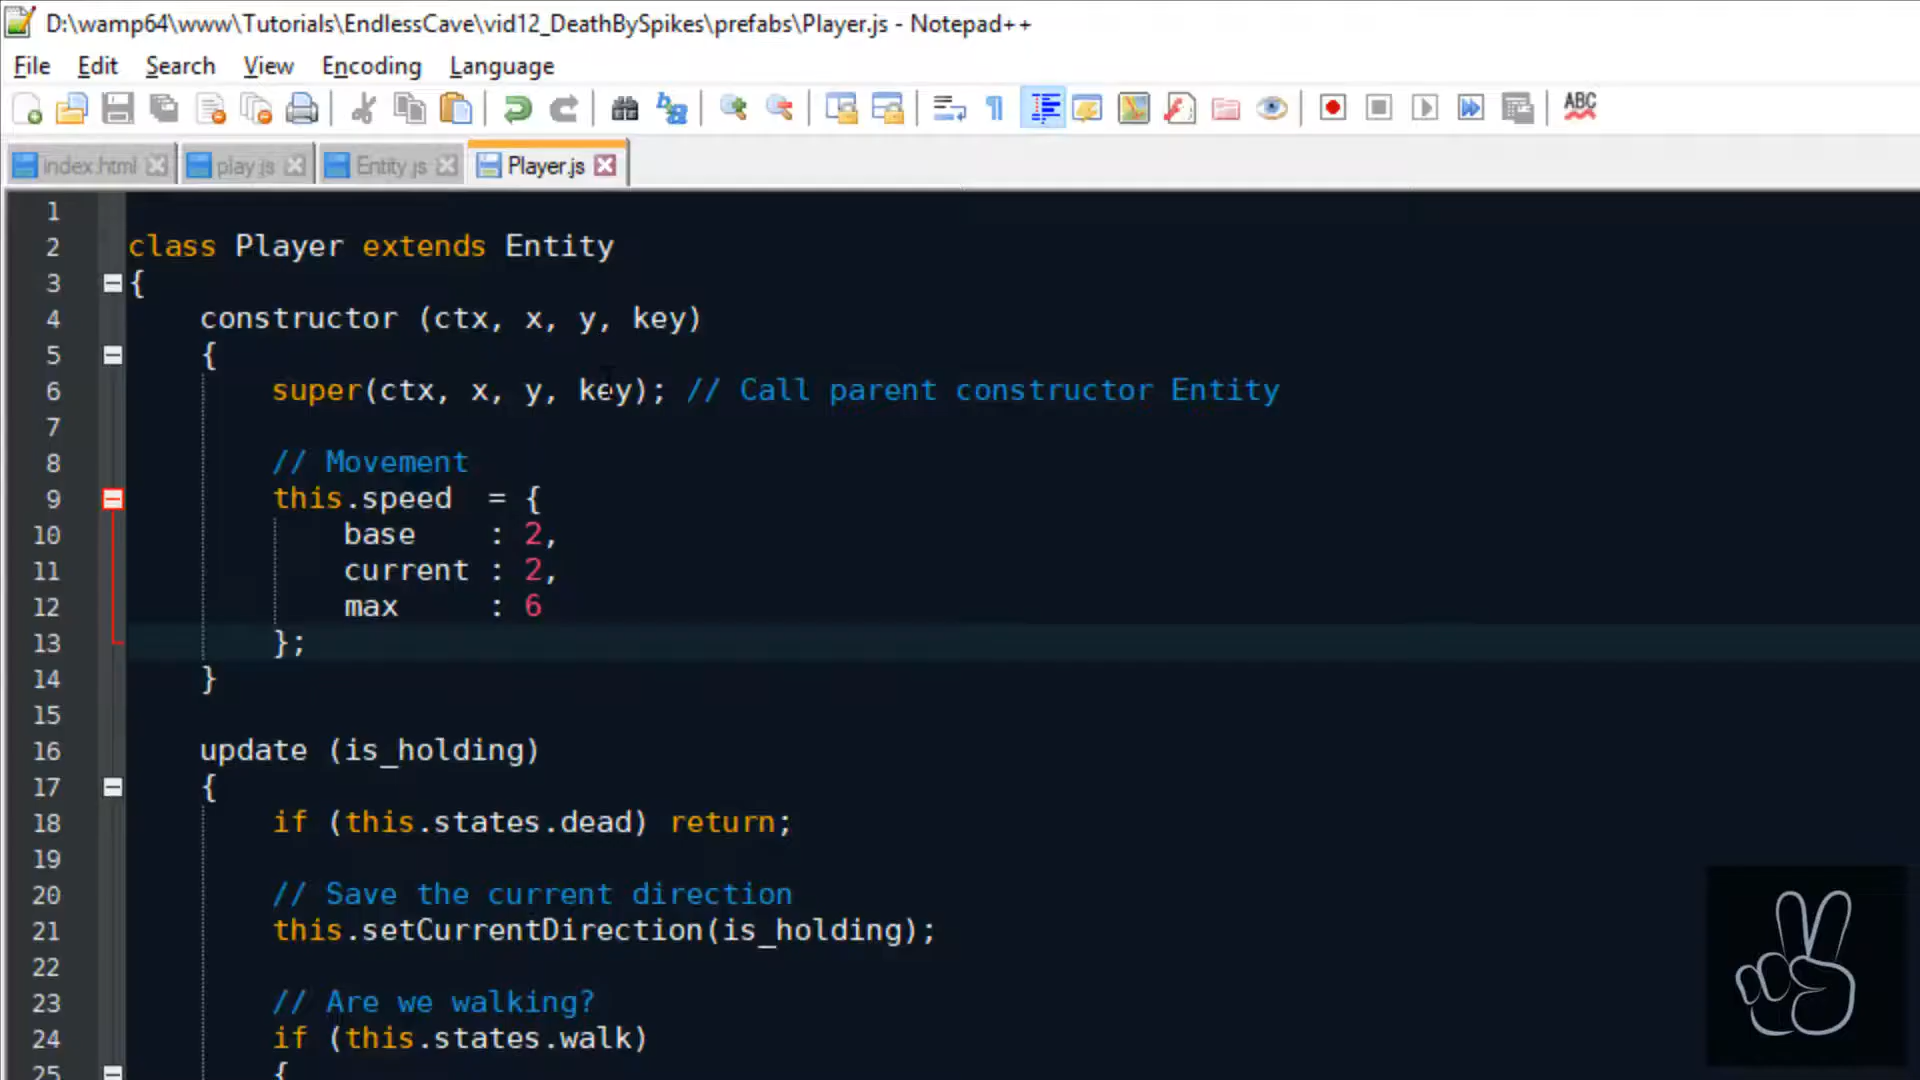 D:\wamp64\www\Tutorials\EndlessCave\vid12_DeathBySpikes\prefabs\Player.js - Notepad++
File Edit Search View Encoding Language
ABC
index.html play.js Entity.js Player.js
1
2 class Player extends Entity
3 {
4 constructor (ctx, x, y, key)
5 {
6 super(ctx, x, y, key); // Call parent constructor Entity
7
8 // Movement
9 this.speed = {
10 base : 2,
11 current : 2,
12 max : 6
13 };
14 }
15
16 update (is_holding)
17 {
18 if (this.states.dead) return;
19
20 // Save the current direction
21 this.setCurrentDirection(is_holding);
22
23 // Are we walking?
24 if (this.states.walk)
25 {